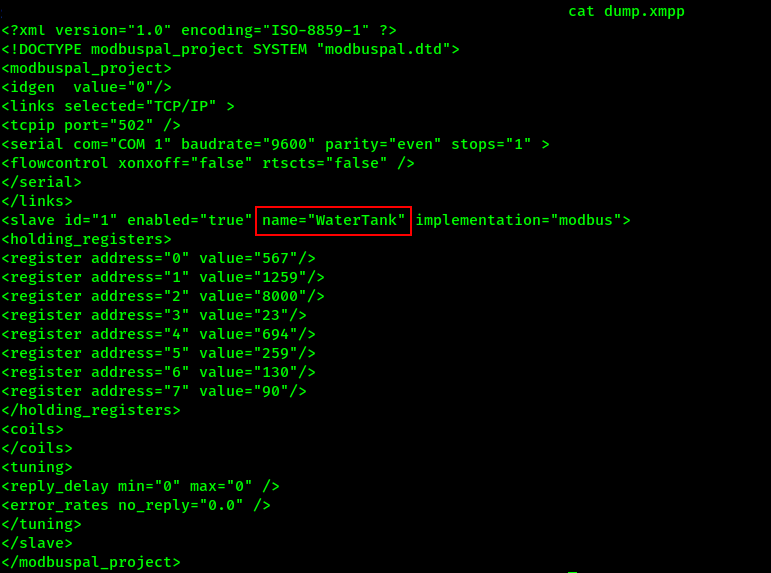 cat dump.xmpp
<?xml version="1.0" encoding="ISO-8859-1" ?>
<!DOCTYPE modbuspal_project SYSTEM "modbuspal.dtd">
<modbuspal_project>
<idgen  value="0"/>
<links selected="TCP/IP" >
<tcpip port="502" />
<serial com="COM 1" baudrate="9600" parity="even" stops="1" >
<flowcontrol xonxoff="false" rtscts="false" />
</serial>
</links>
<slave id="1" enabled="true" name="WaterTank" implementation="modbus">
<holding_registers>
<register address="0" value="567"/>
<register address="1" value="1259"/>
<register address="2" value="8000"/>
<register address="3" value="23"/>
<register address="4" value="694"/>
<register address="5" value="259"/>
<register address="6" value="130"/>
<register address="7" value="90"/>
</holding_registers>
<coils>
</coils>
<tuning>
<reply_delay min="0" max="0" />
<error_rates no_reply="0.0" />
</tuning>
</slave>
</modbuspal_project>